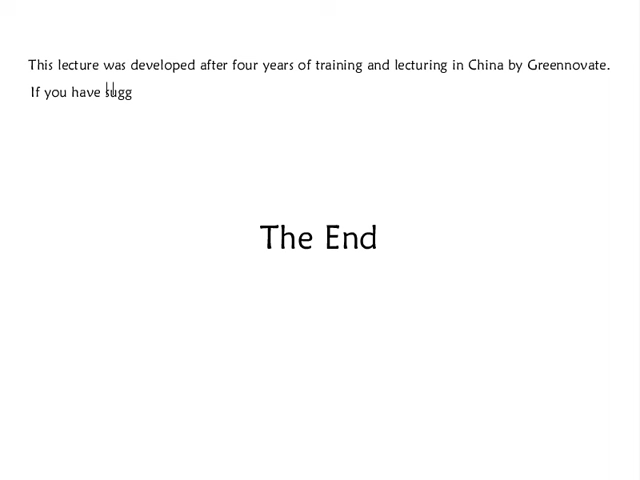 This lecture was developed after four years of training and lecturing in China by Greennovate.
If you have sugg
The End